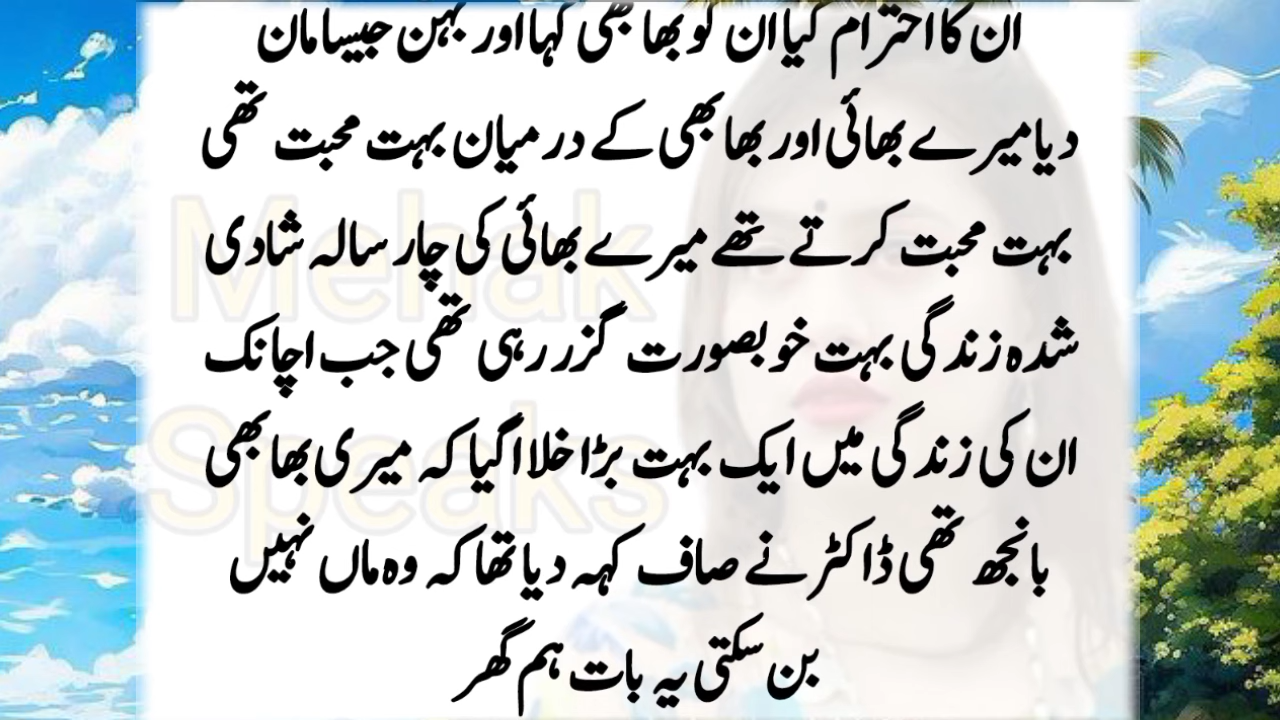 ان کا احترام کیا ان کو بھابھی کہا اور بہن جیسا مان
دیا میرے بھائی اور بھابھی کے درمیان بہت محبت تھی
بہت محبت کرتے تھے میرے بھائی کی چار سالہ شادی
شدہ زندگی بہت خوبصورت گزر رہی تھی جب اچانک
ان کی زندگی میں ایک بہت بڑا خلا اگیا کہ میری بھابھی
بانجھ تھی ڈاکٹر نے صاف کہہ دیا تھا کہ وہ ماں نہیں
بن سکتی یہ بات ہم گھر
Mehak
Speaks